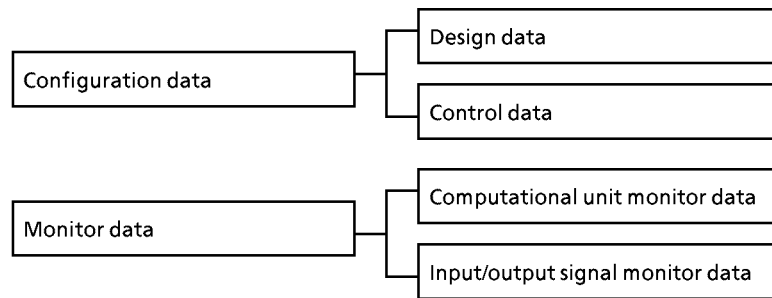 Configuration data
Design data
Control data
Monitor data
Computational unit monitor data
Input/output signal monitor data